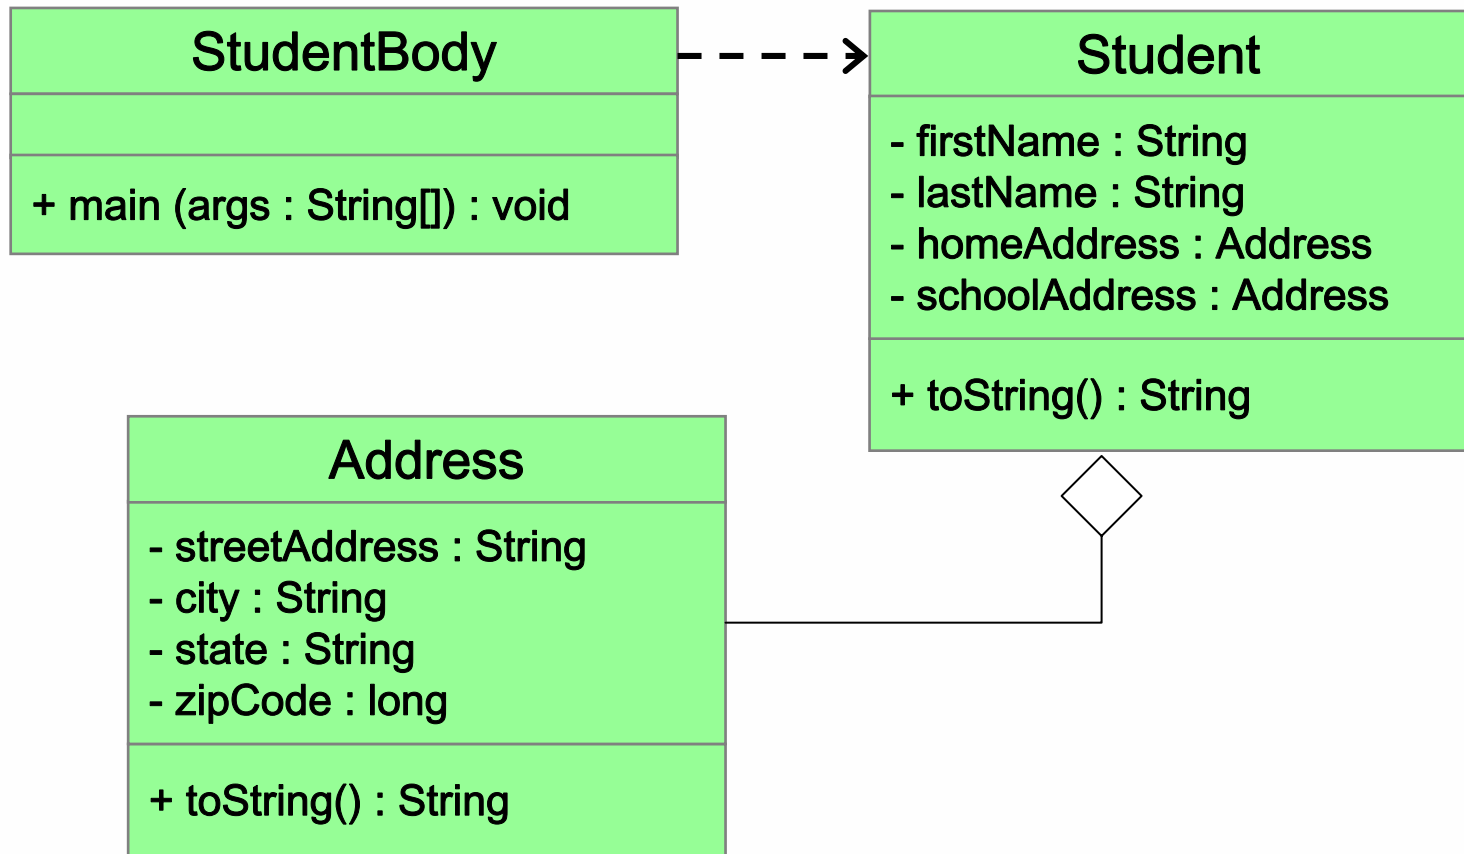 StudentBody
+ main (args : String[]) : void
Student
- firstName : String
- lastName : String
- homeAddress : Address
- schoolAddress : Address
+ toString() : String
Address
- streetAddress : String
- city : String
- state : String
- zipCode : long
+ toString() : String